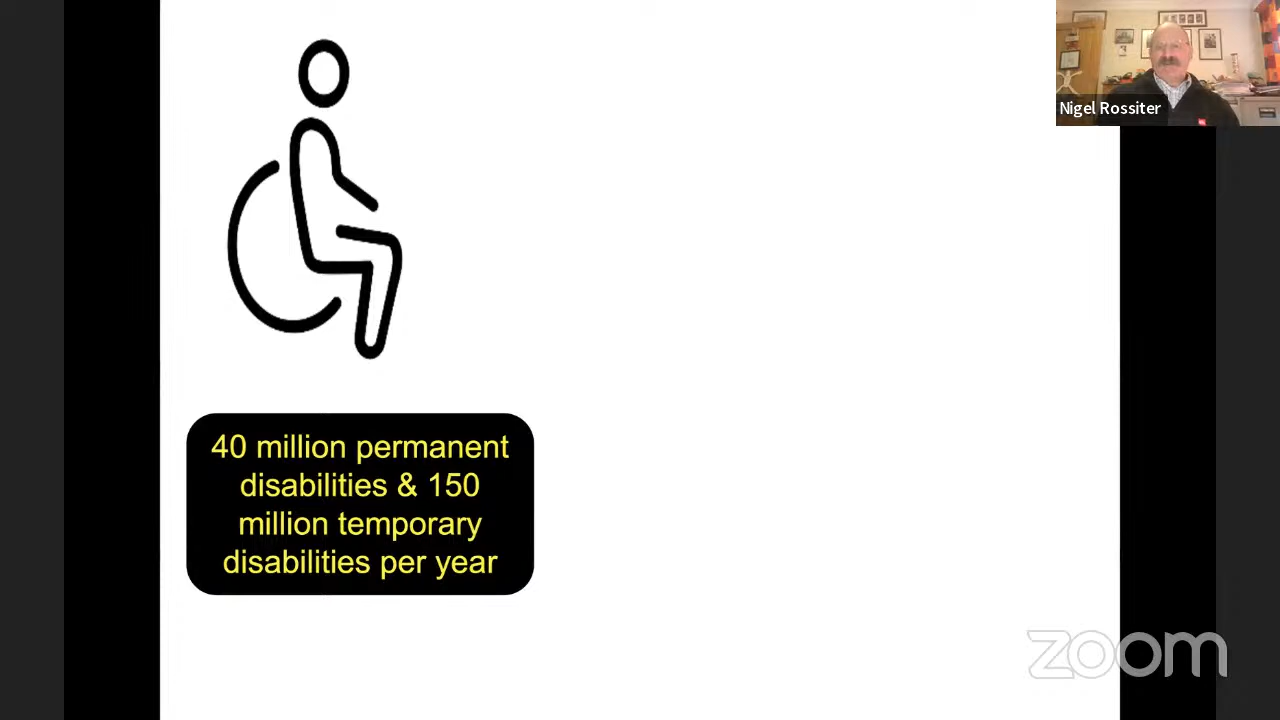 Nigel Rossiter
40 million permanent
disabilities & 150
million temporary
disabilities per year
zoom